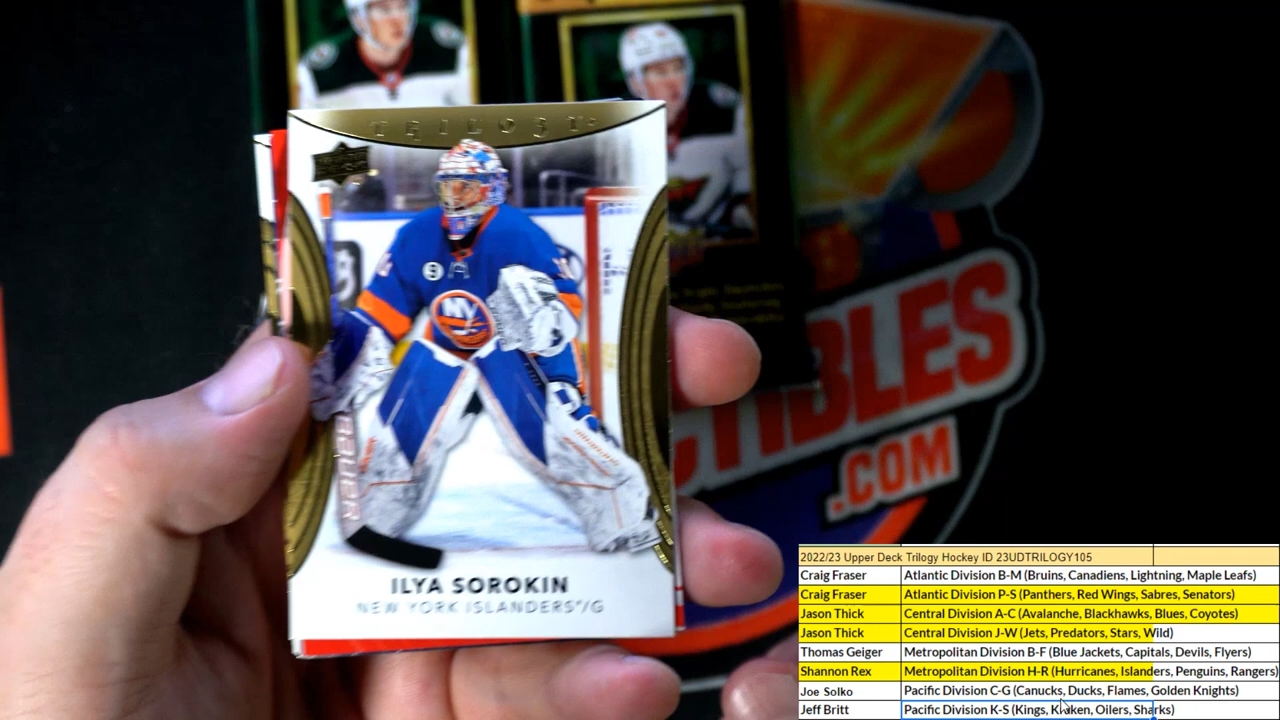 TRILOGY
9
NY
BAUER
ILYA SOROKIN
NEW YORK ISLANDERS®/G
.COM
2022/23 Upper Deck Trilogy Hockey ID 23UDTRILOGY105
Craig Fraser Atlantic Division B-M (Bruins, Canadiens, Lightning, Maple Leafs)
Craig Fraser Atlantic Division P-S (Panthers, Red Wings, Sabres, Senators)
Jason Thick Central Division A-C (Avalanche, Blackhawks, Blues, Coyotes)
Jason Thick Central Division J-W (Jets, Predators, Stars, Wild)
Thomas Geiger Metropolitan Division B-F (Blue Jackets, Capitals, Devils, Flyers)
Shannon Rex Metropolitan Division H-R (Hurricanes, Islanders, Penguins, Rangers)
Joe Solko Pacific Division C-G (Canucks, Ducks, Flames, Golden Knights)
Jeff Britt Pacific Division K-S (Kings, Kraken, Oilers, Sharks)